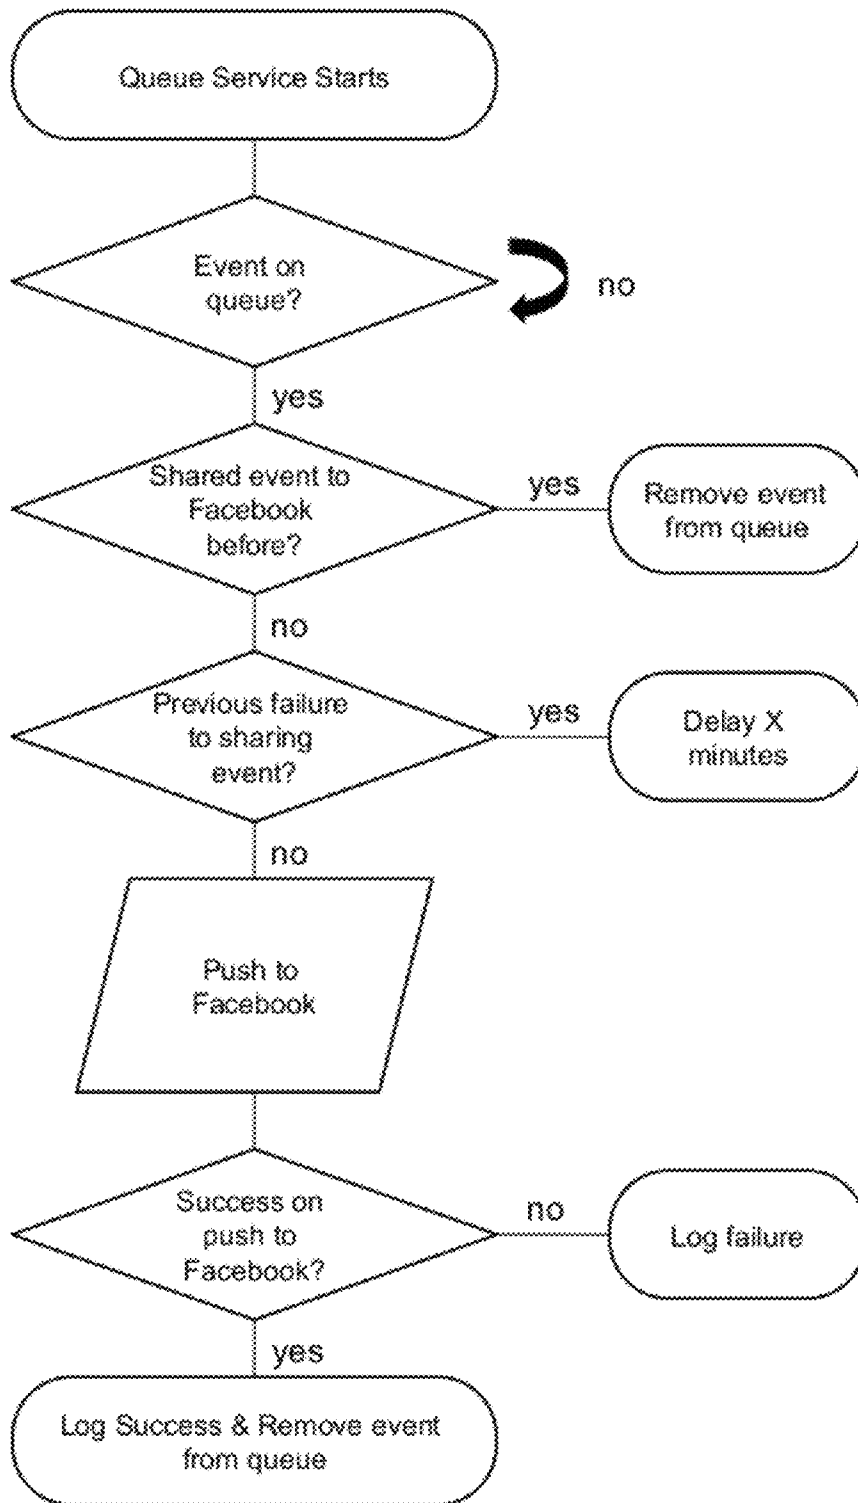 Queue Service Starts
Event on
queue?
no
yes
Shared event to
Facebook
before?
yes
Remove event
from queue
no
Previous failure
to sharing
event?
yes
Delay X
minutes
no
Push to
Facebook
Success on
push to
Facebook?
no
Log failure
yes
Log Success & Remove event
from queue